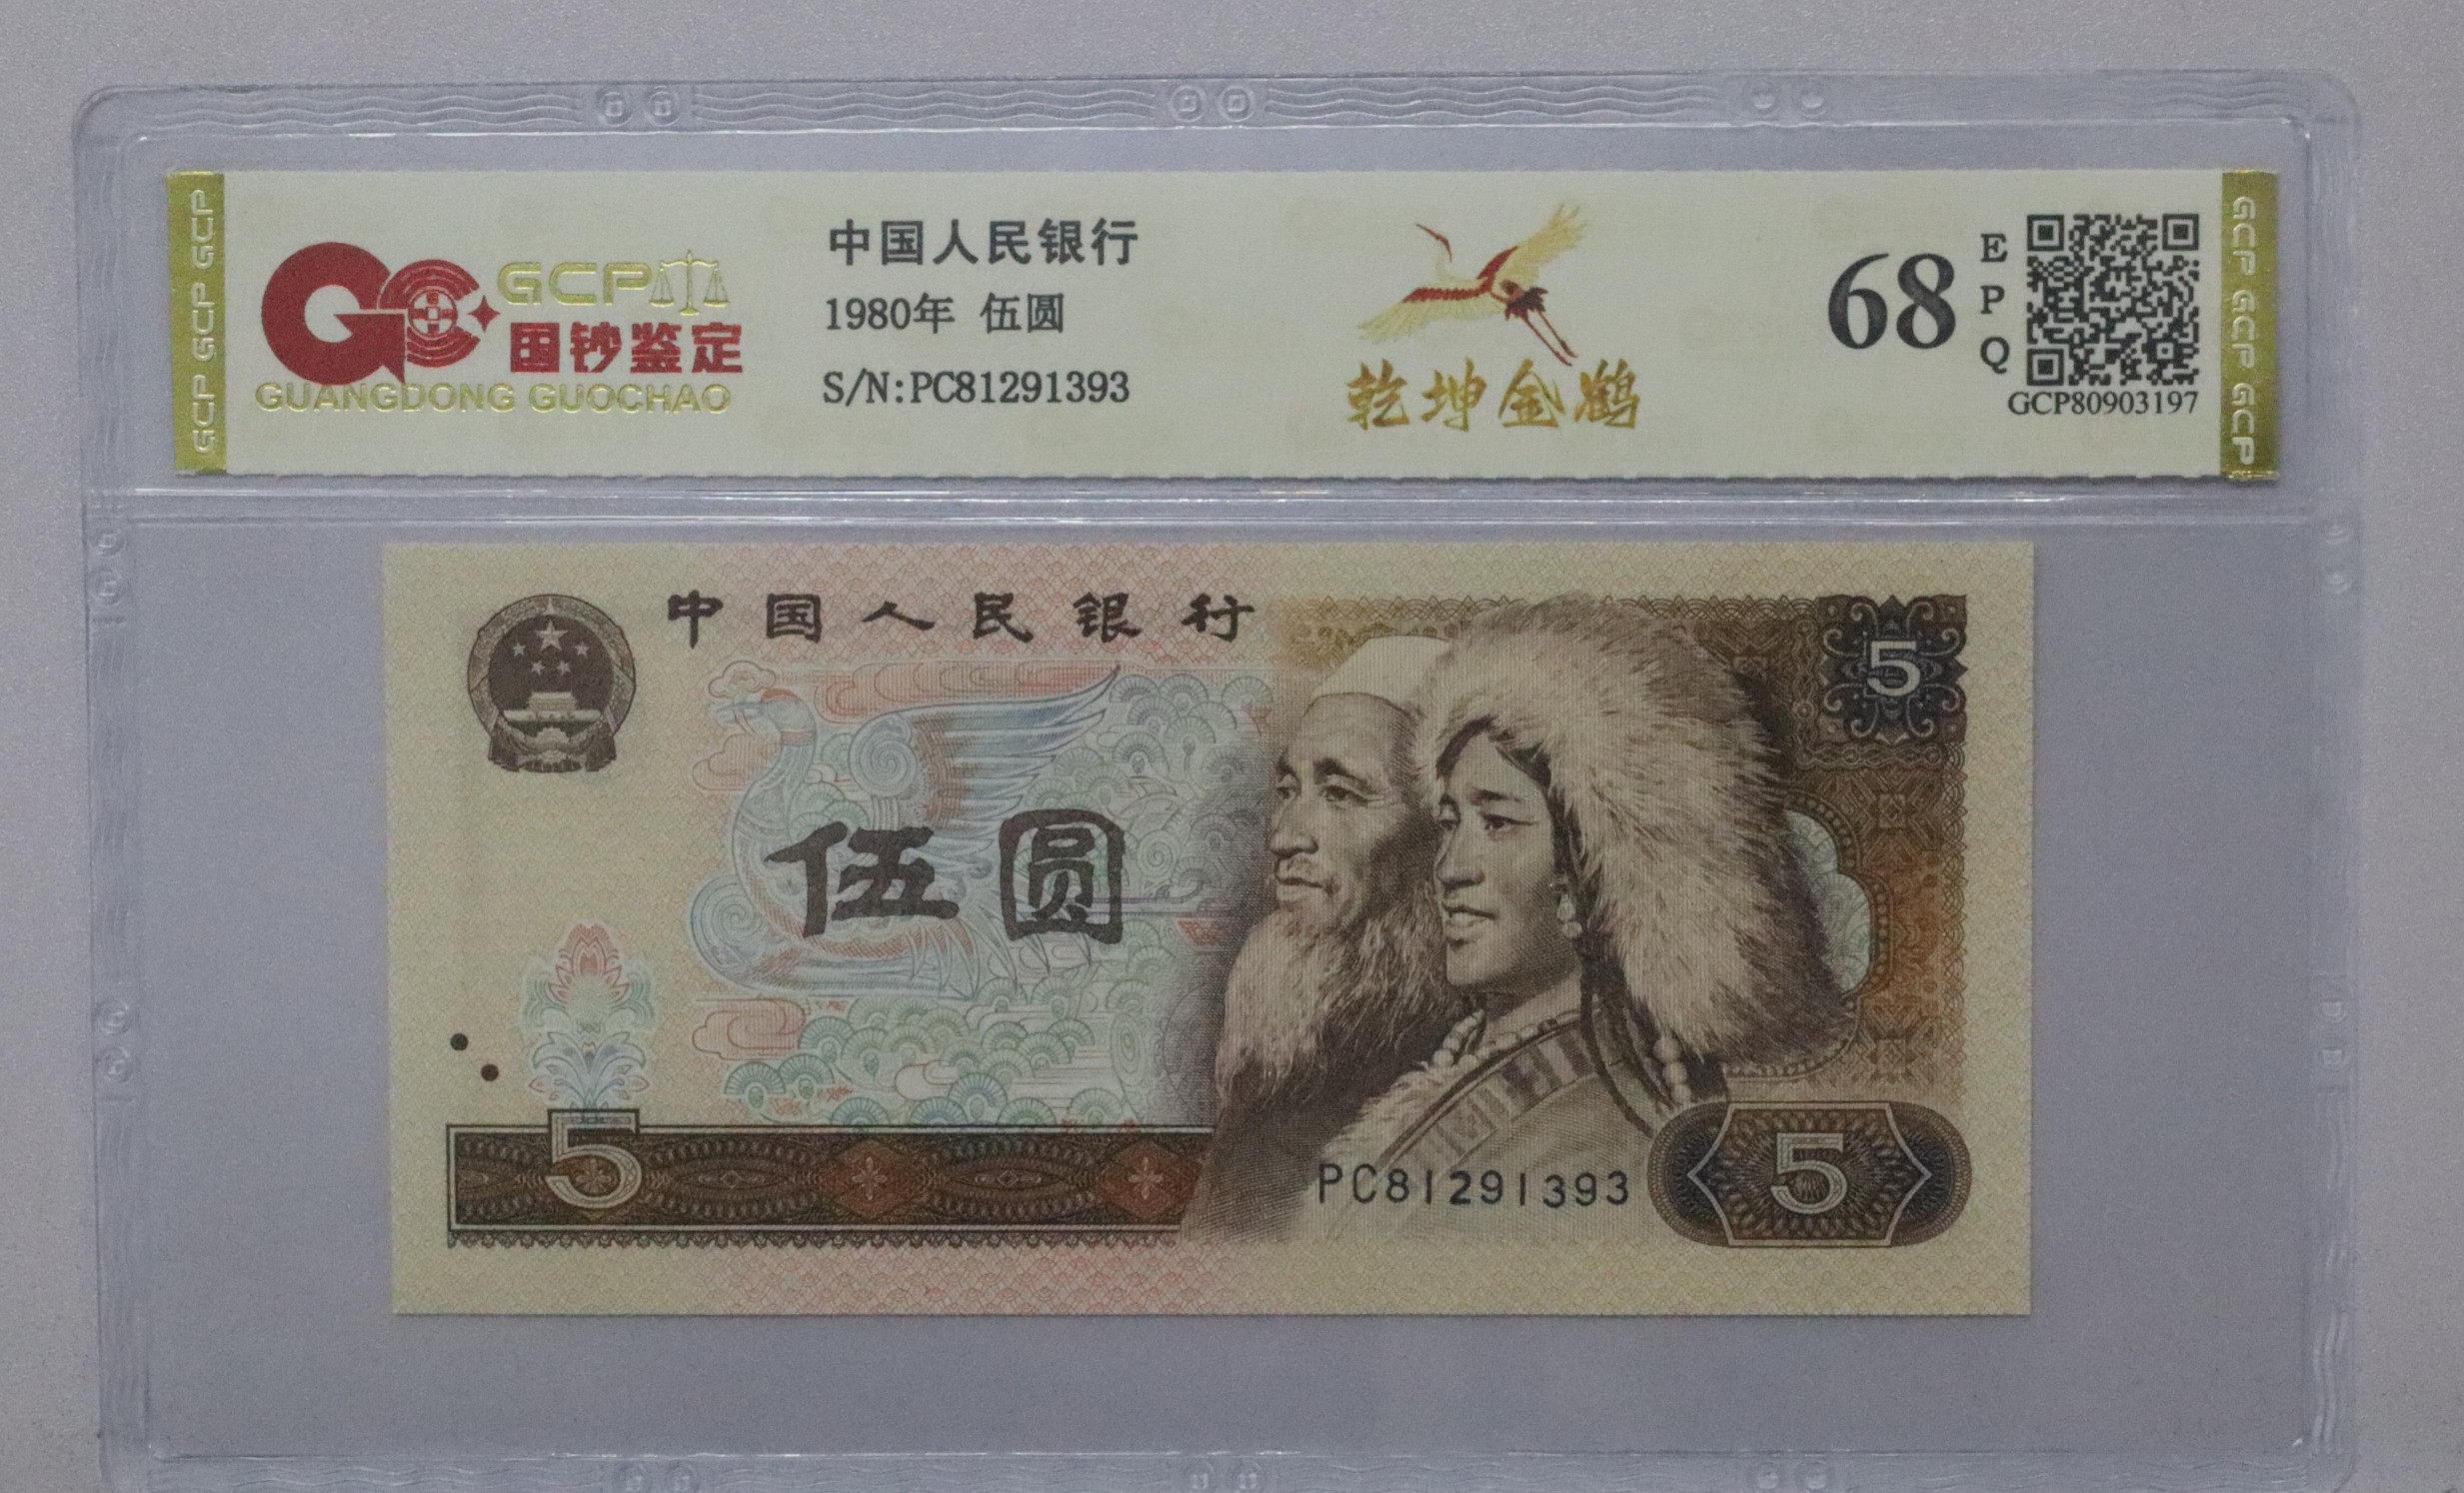 GCP GCP GCP
GCP
国钞鉴定
GUANGDONG GUOCHAO
中国人民银行
1980年 伍圆
S/N:PC81291393
乾坤金鹤
68
EPQ
GCP80903197
GCP GCP GCP
中国人民银行
5
伍圆
5
PC81291393
5